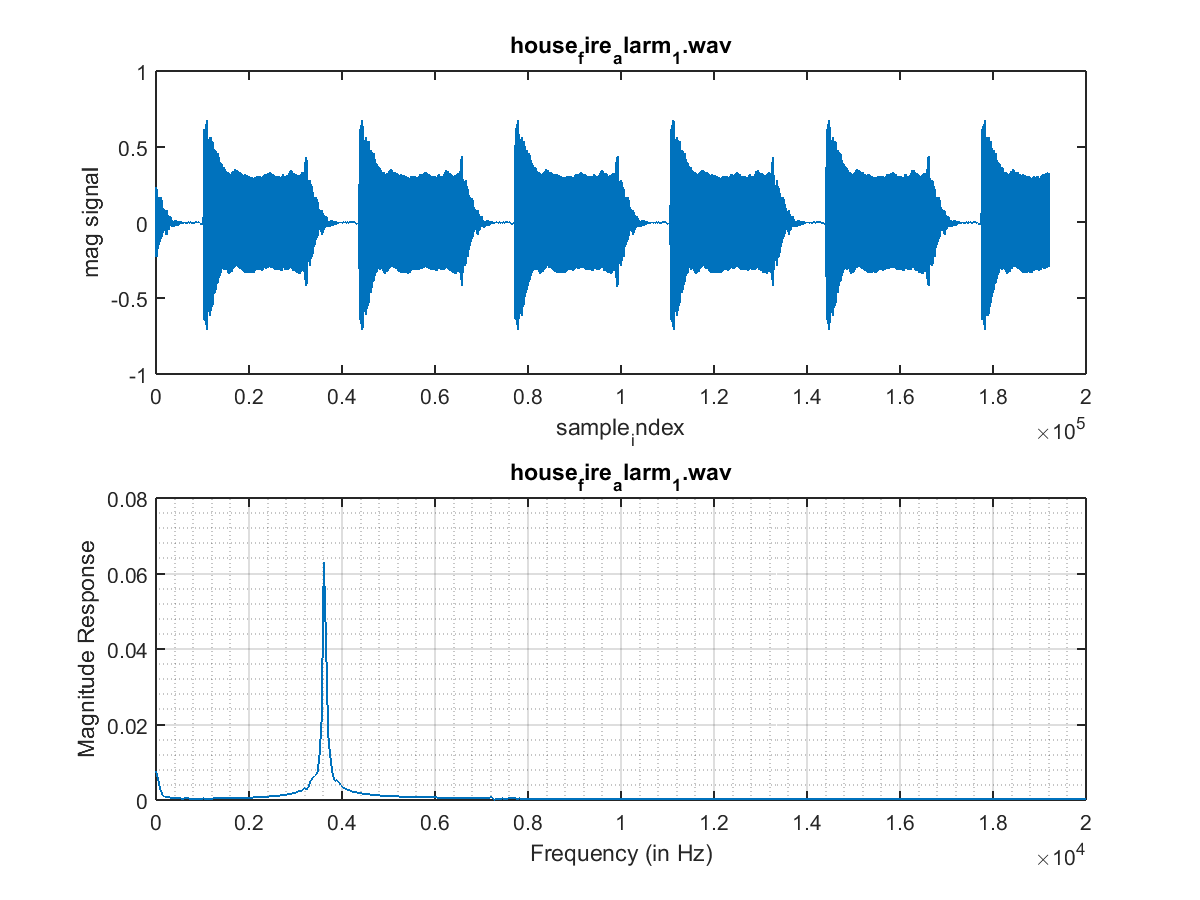 house_fire_alarm_1.wav
1
0.5
0
-0.5
-1
mag signal
0 0.2 0.4 0.6 0.8 1 1.2 1.4 1.6 1.8 2
sample_index
×10^5
house_fire_alarm_1.wav
0.08
0.06
0.04
0.02
0
Magnitude Response
0 0.2 0.4 0.6 0.8 1 1.2 1.4 1.6 1.8 2
Frequency (in Hz)
×10^4